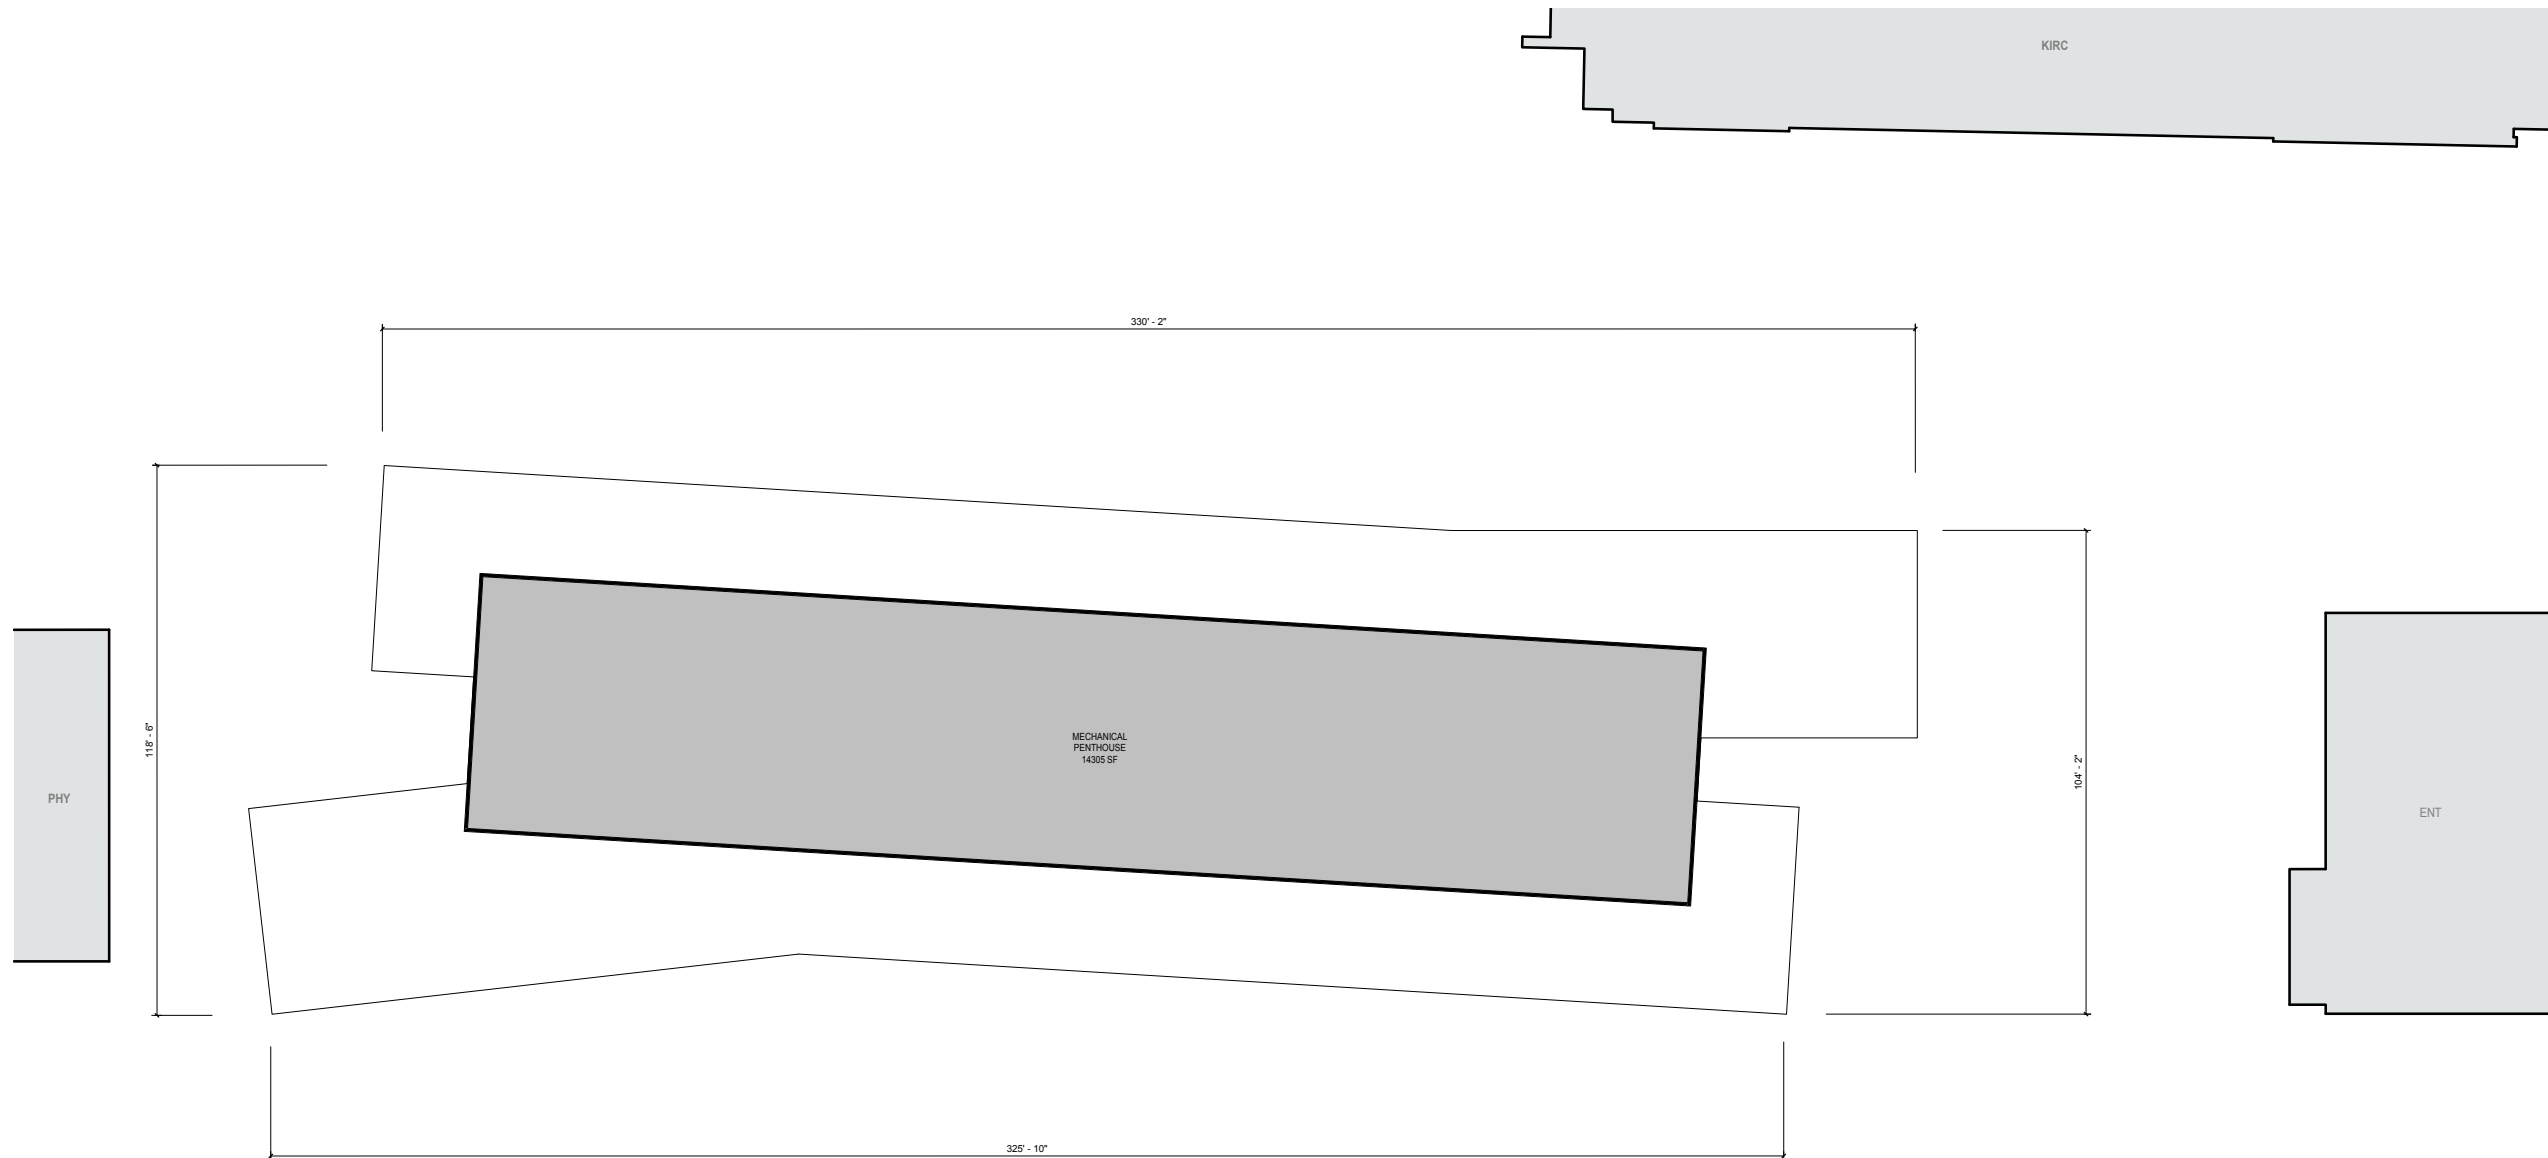 KIRC
330' - 2"
118' - 6"
MECHANICAL
PENTHOUSE
14305 SF
104' - 2"
PHY
ENT
325' - 10"